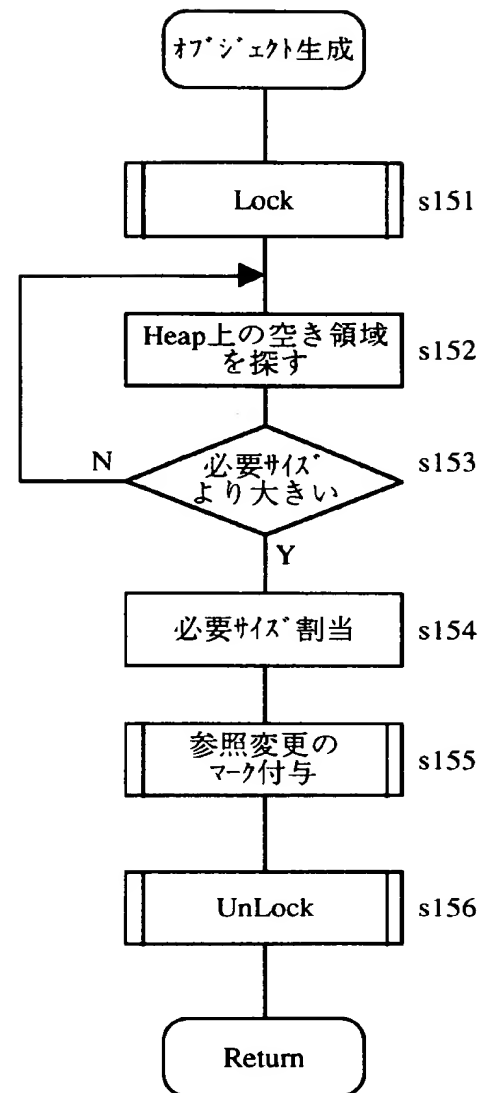 ｵﾌﾞｼﾞｪｸﾄ生成
Lock
s151
Heap上の空き領域
を探す
s152
N
必要ｻｲｽﾞ
より大きい
s153
Y
必要ｻｲｽﾞ割当
s154
参照変更の
ﾏｰｸ付与
s155
UnLock
s156
Return